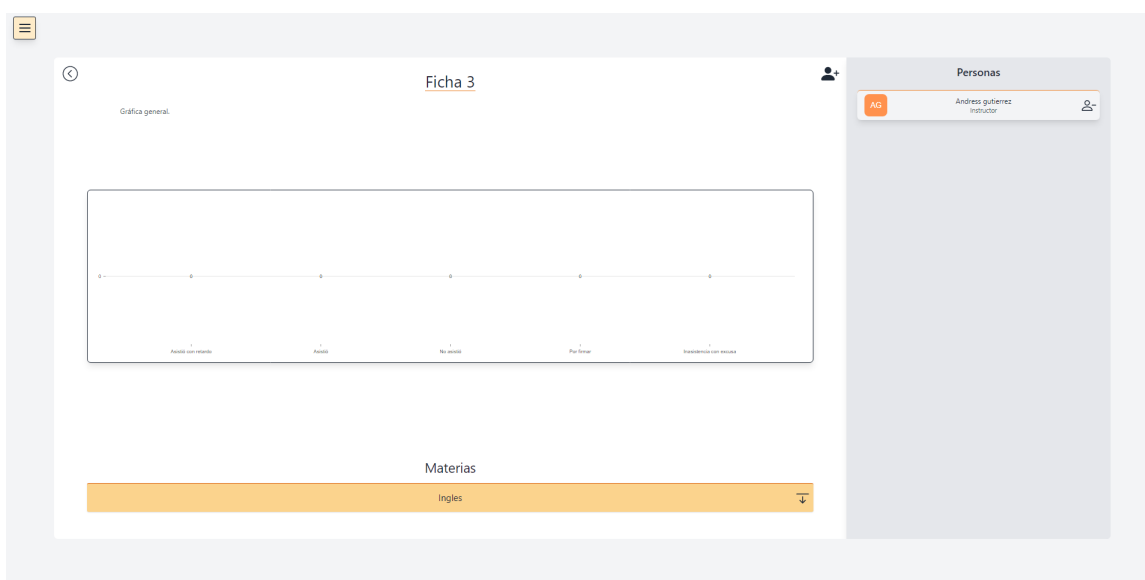 Ficha 3
Gráfica general.
0
0
0
0
0
0
Asistió con retardo
Asistió
No asistió
Por firmar
Inasistencia con excusa
Materias
Ingles
Personas
AG
Andress gutierrez
Instructor